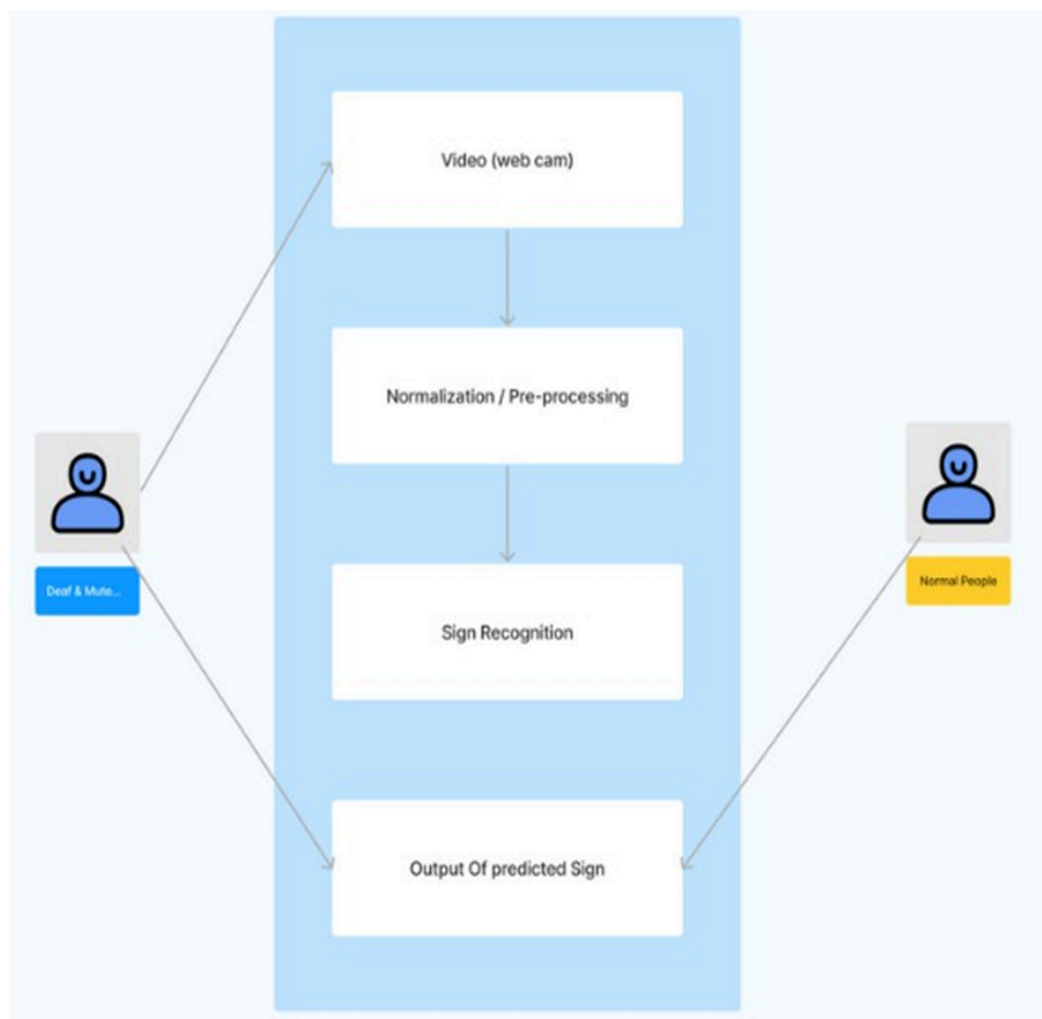 Video (web cam)
Normalization / Pre-processing
Deaf & Mute...
Normal People
Sign Recognition
Output Of predicted Sign